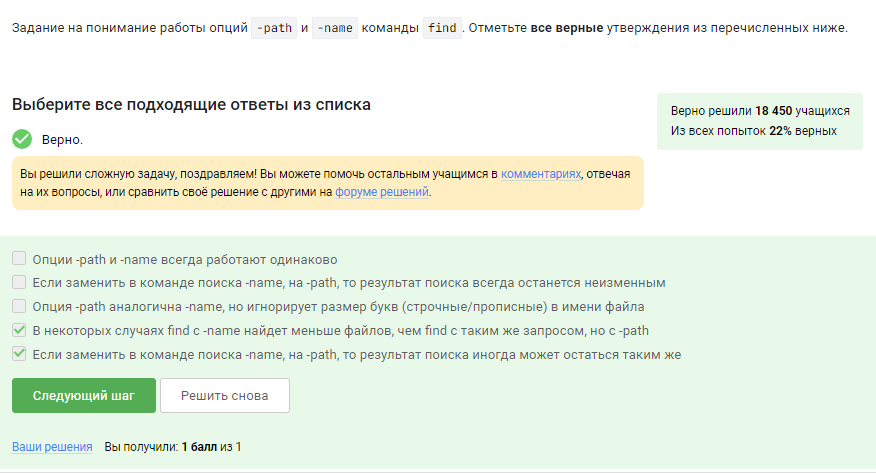 Задание на понимание работы опций -path и -name команды find. Отметьте все верные утверждения из перечисленных ниже.
Выберите все подходящие ответы из списка
Верно решили 18 450 учащихся
Из всех попыток 22% верных
Верно.
Вы решили сложную задачу, поздравляем! Вы можете помочь остальным учащимся в комментариях, отвечая
на их вопросы, или сравнить своё решение с другими на форуме решений.
Опции -path и -name всегда работают одинаково
Если заменить в команде поиска -name, на -path, то результат поиска всегда останется неизменным
Опция -path аналогична -name, но игнорирует размер букв (строчные/прописные) в имени файла
В некоторых случаях find с -name найдет меньше файлов, чем find с таким же запросом, но с -path
Если заменить в команде поиска -name, на -path, то результат поиска иногда может остаться таким же
Следующий шаг
Решить снова
Ваши решения Вы получили: 1 балл из 1